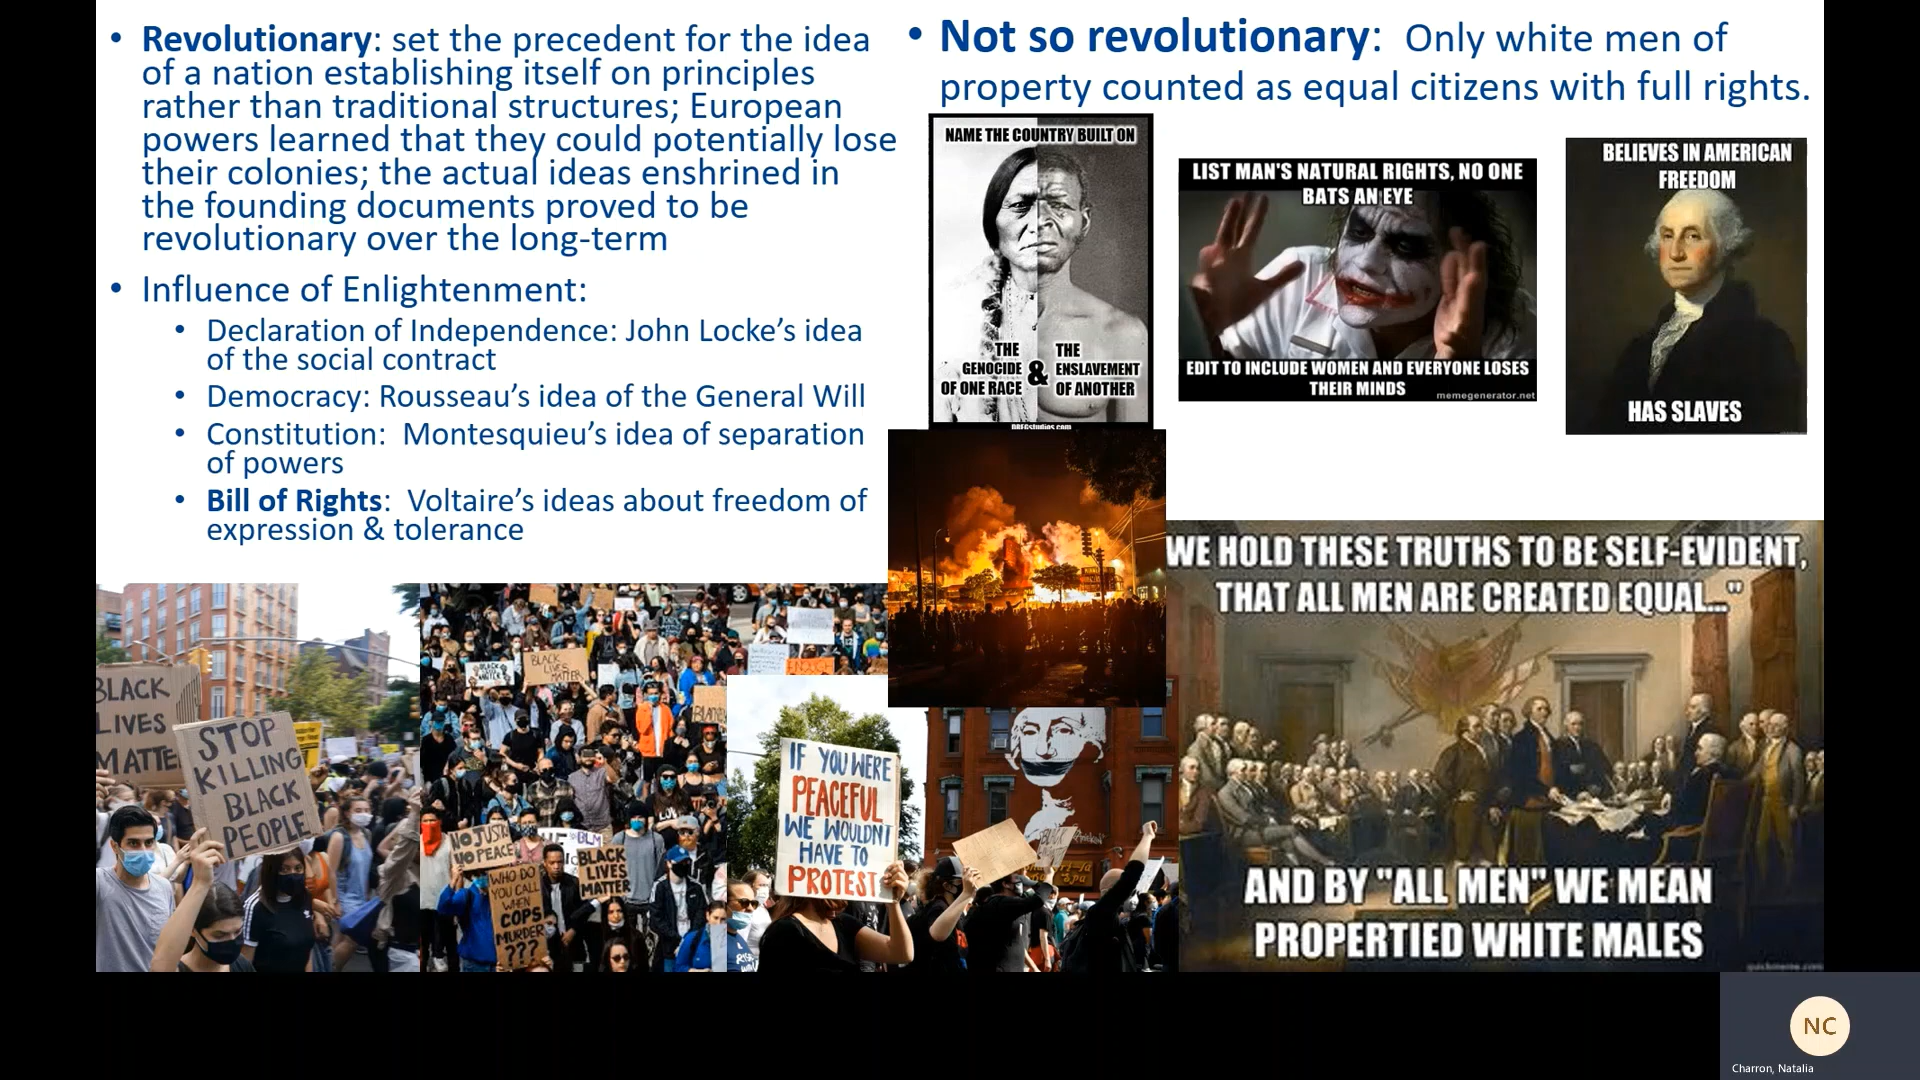 Revolutionary: set the precedent for the idea
of a nation establishing itself on principles
rather than traditional structures; European
powers learned that they could potentially lose
their colonies; the actual ideas enshrined in
the founding documents proved to be
revolutionary over the long-term
Influence of Enlightenment:
Declaration of Independence: John Locke's idea
of the social contract
Democracy: Rousseau's idea of the General Will
Constitution: Montesquieu's idea of separation
of powers
Bill of Rights: Voltaire's ideas about freedom of
expression & tolerance
Not so revolutionary: Only white men of
property counted as equal citizens with full rights.
NAME THE COUNTRY BUILT ON
THE
GENOCIDE
OF ONE RACE
&
THE
ENSLAVEMENT
OF ANOTHER
LIST MAN'S NATURAL RIGHTS, NO ONE
BATS AN EYE
EDIT TO INCLUDE WOMEN AND EVERYONE LOSES
THEIR MINDS
memegenerator.net
BELIEVES IN AMERICAN
FREEDOM
HAS SLAVES
WE HOLD THESE TRUTHS TO BE SELF-EVIDENT,
THAT ALL MEN ARE CREATED EQUAL..."
AND BY "ALL MEN" WE MEAN
PROPERTIED WHITE MALES
BLACK
LIVES
MATTE
STOP
KILLING
BLACK
PEOPLE
BLACK
LIVES
MATTER
NO JUSTI
NO PEACE
WHO DO
YOU CALL
WHEN
COPS
MURDER
???
BLM
BLACK
LIVES
MATTER
IF YOU WERE
PEACEFUL
WE WOULDNT
HAVE TO
PROTEST
NC
Charron, Natalia